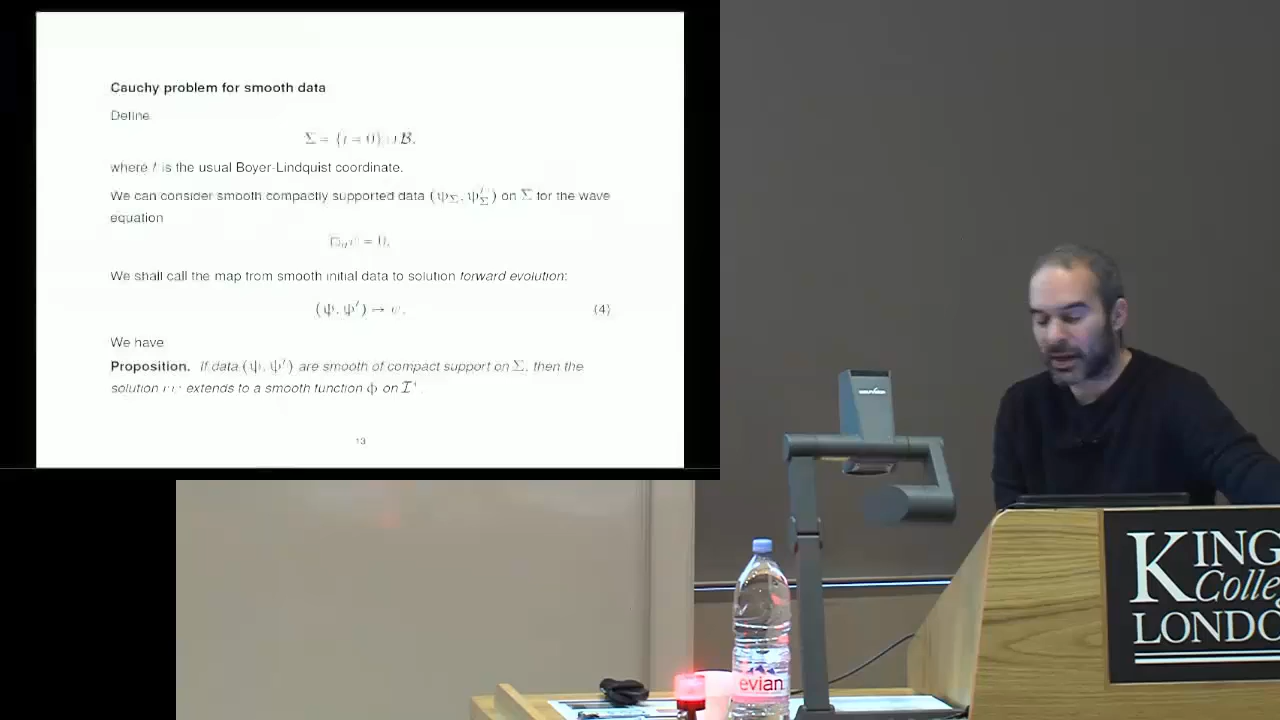 Cauchy problem for smooth data
Define
Σ = {t = 0} ∪ 𝓑,
where t is the usual Boyer-Lindquist coordinate.
We can consider smooth compactly supported data (ψ_Σ, ψ'_Σ) on Σ for the wave
equation
□_g ψ = 0,
We shall call the map from smooth initial data to solution forward evolution:
(ψ, ψ') ↦ ψ, (4)
We have
Proposition. If data (ψ, ψ') are smooth of compact support on Σ, then the
solution extends to a smooth function ϕ on 𝓘⁺.
13
evian
KING
Colle
LONDO